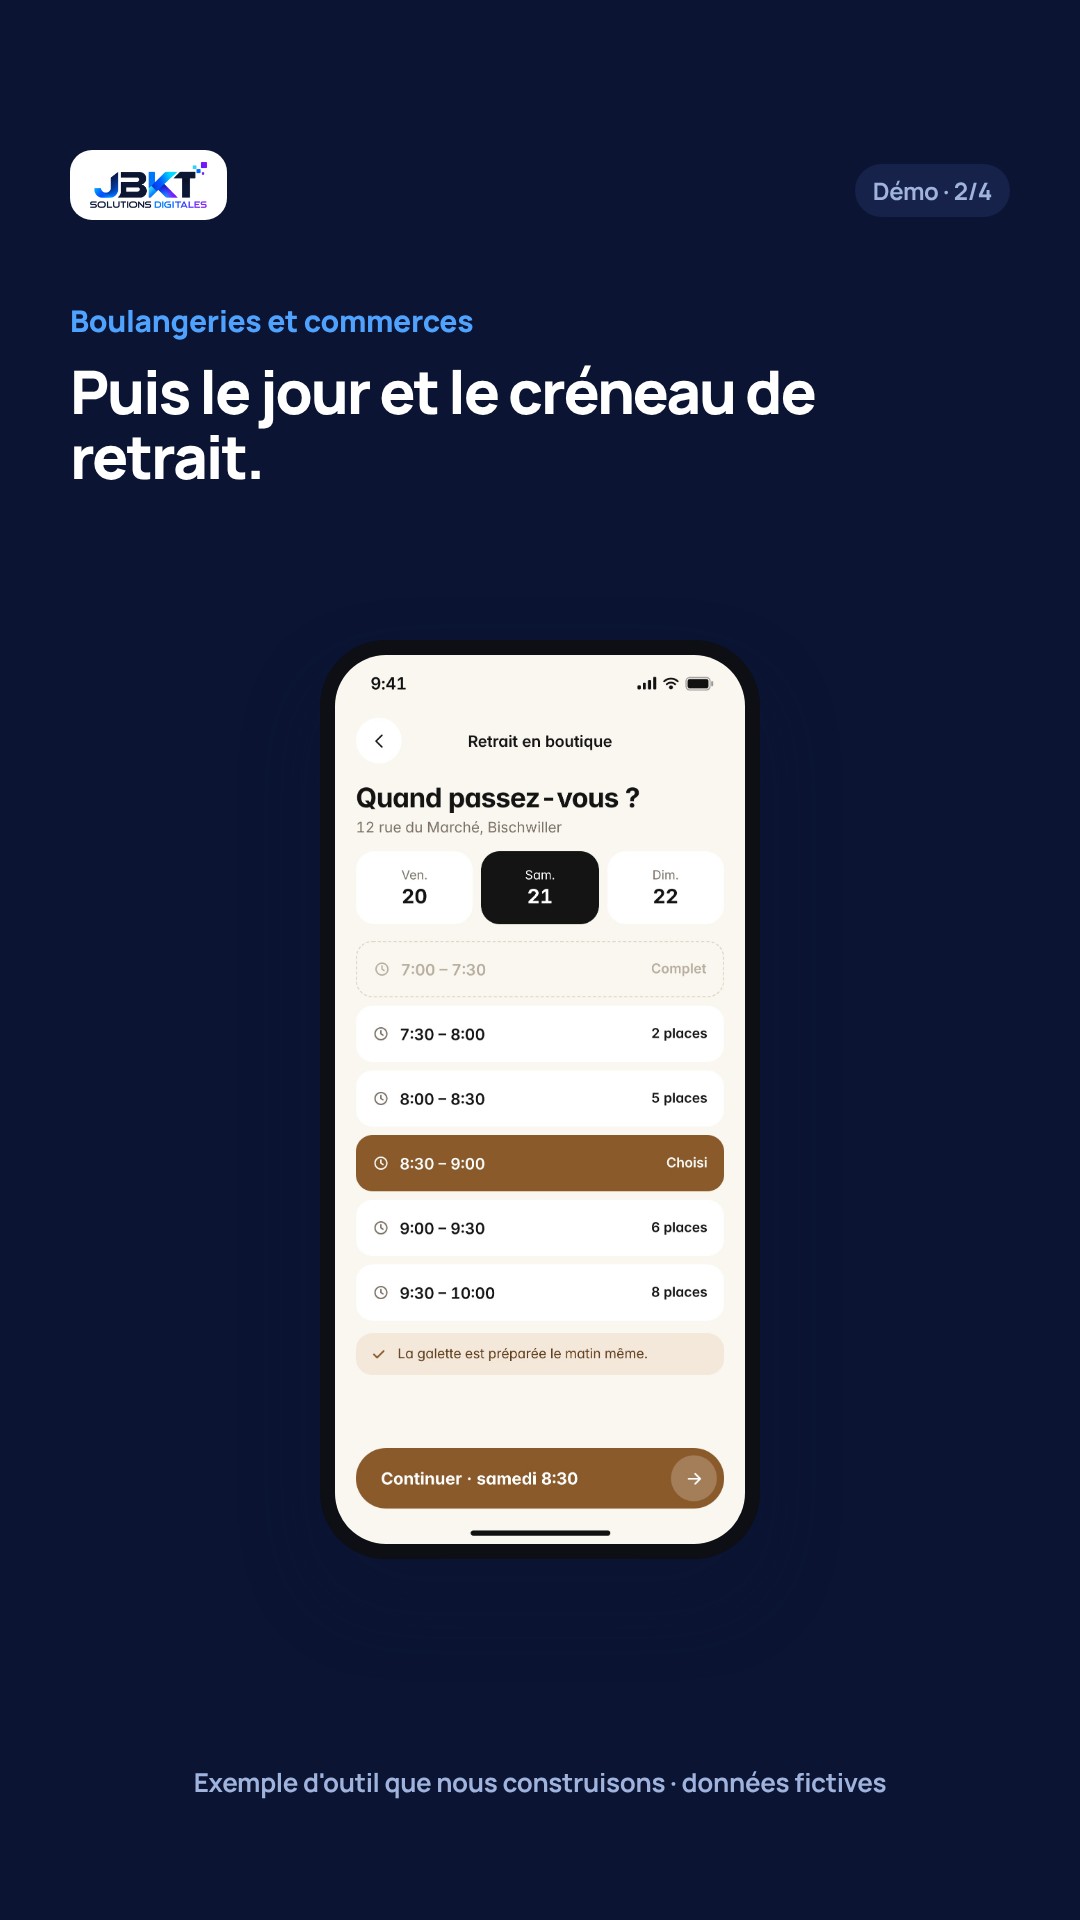 JBKT
SOLUTIONS DIGITALES
Démo · 2/4
Boulangeries et commerces
Puis le jour et le créneau de
retrait.
9:41
Retrait en boutique
Quand passez-vous ?
12 rue du Marché, Bischwiller
Ven.
20
Sam.
21
Dim.
22
7:00 – 7:30 Complet
7:30 – 8:00 2 places
8:00 – 8:30 5 places
8:30 – 9:00 Choisi
9:00 – 9:30 6 places
9:30 – 10:00 8 places
La galette est préparée le matin même.
Continuer · samedi 8:30
Exemple d'outil que nous construisons · données fictives